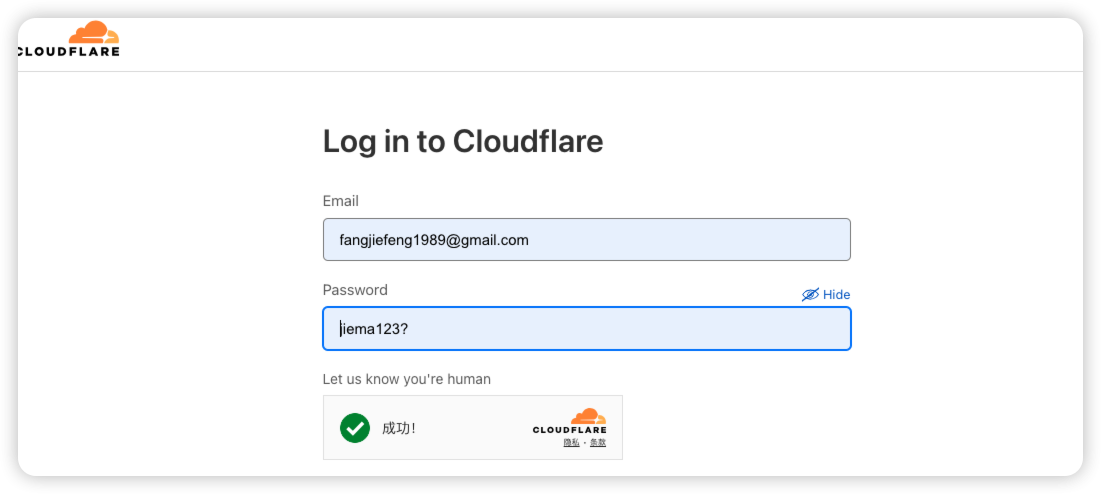 CLOUDFLARE
Log in to Cloudflare
Email
fangjiefeng1989@gmail.com
Password
Hide
jiema123?
Let us know you're human
成功!
CLOUDFLARE
隐私 · 条款